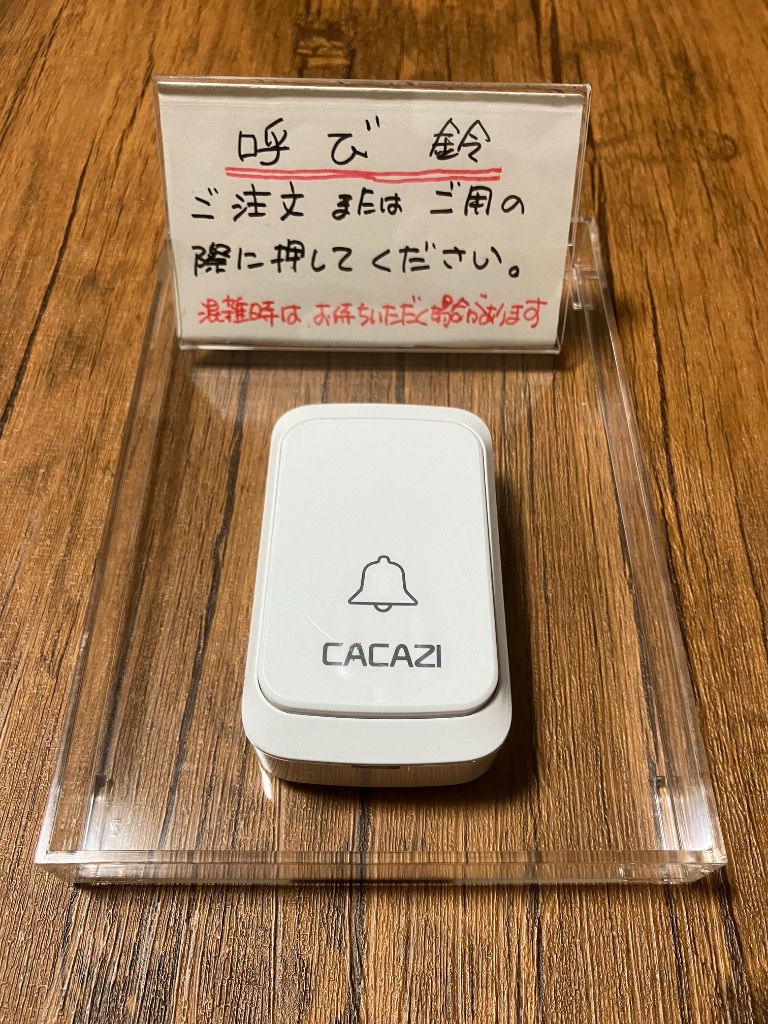 呼び鈴
ご注文 または ご用の
際に押してください。
混雑時は お待ちいただく場合があります
CACAZI